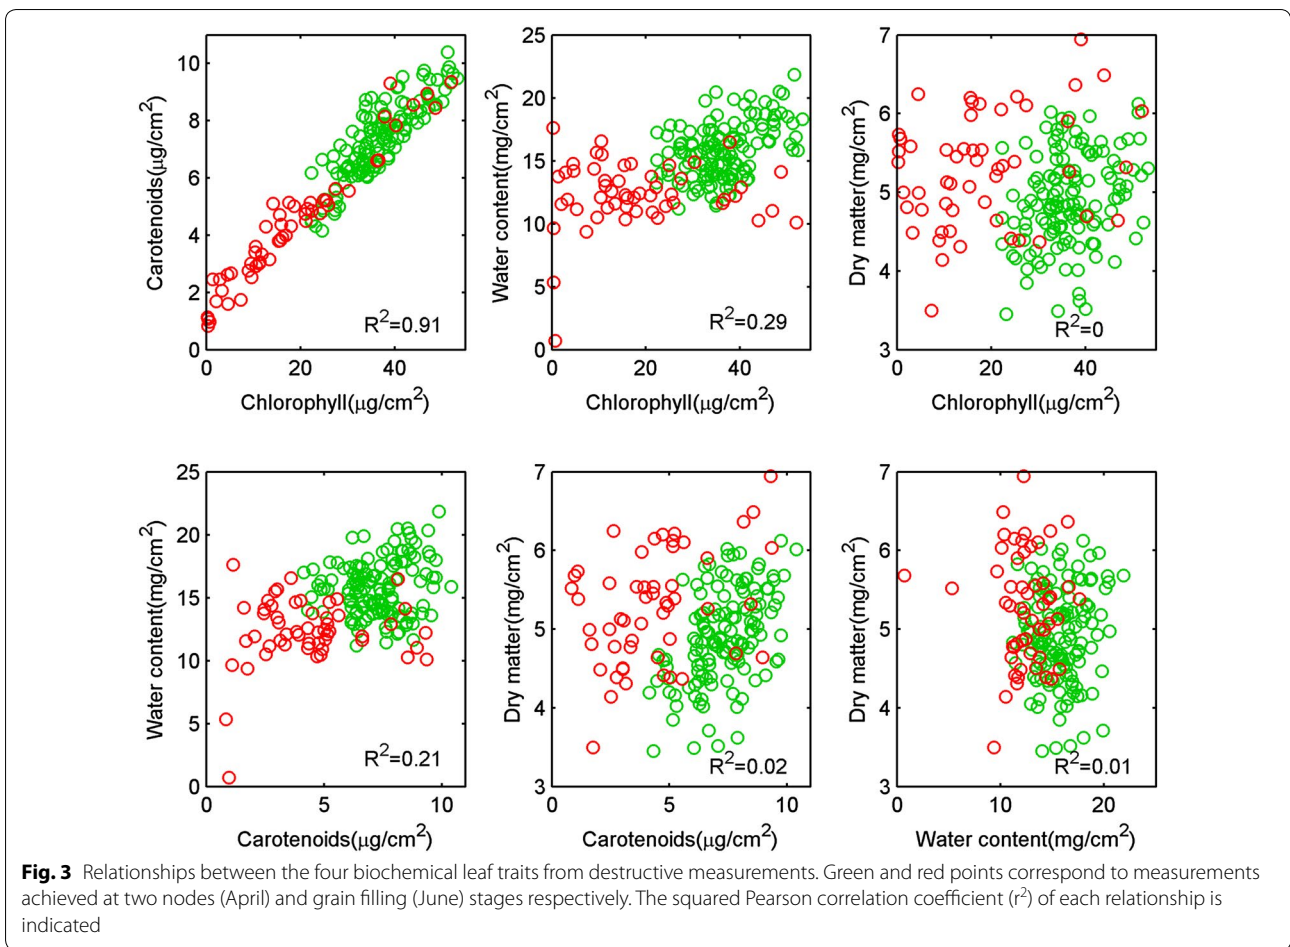 10
8
6
4
2
0
Carotenoids(μg/cm²)
R²=0.91
0 20 40
Chlorophyll(μg/cm²)
25
20
15
10
5
0
Water content(mg/cm²)
R²=0.29
0 20 40
Chlorophyll(μg/cm²)
7
6
5
4
3
Dry matter(mg/cm²)
R²=0
0 20 40
Chlorophyll(μg/cm²)
25
20
15
10
5
0
Water content(mg/cm²)
R²=0.21
0 5 10
Carotenoids(μg/cm²)
7
6
5
4
3
Dry matter(mg/cm²)
R²=0.02
0 5 10
Carotenoids(μg/cm²)
7
6
5
4
3
Dry matter(mg/cm²)
R²=0.01
0 10 20
Water content(mg/cm²)
Fig. 3 Relationships between the four biochemical leaf traits from destructive measurements. Green and red points correspond to measurements
achieved at two nodes (April) and grain filling (June) stages respectively. The squared Pearson correlation coefficient (r²) of each relationship is
indicated